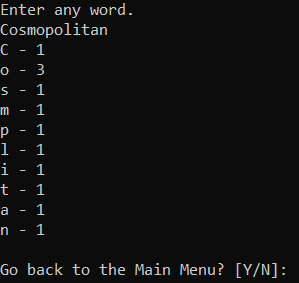 Enter any word.
Cosmopolitan
C - 1
o - 3
s - 1
m - 1
p - 1
l - 1
i - 1
t - 1
a - 1
n - 1
Go back to the Main Menu? [Y/N]: